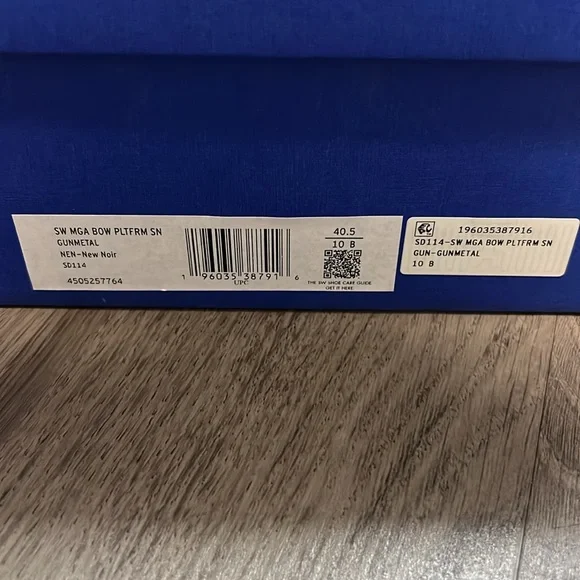 SW MGA BOW PLTFRM SN
GUNMETAL
NEN-New Noir
SD114
4505257764
1 96035 38791 6
UPC
40.5
10 B
THE SW SHOE CARE GUIDE
GET IT HERE
196035387916
SD114-SW MGA BOW PLTFRM SN
GUN-GUNMETAL
10 B